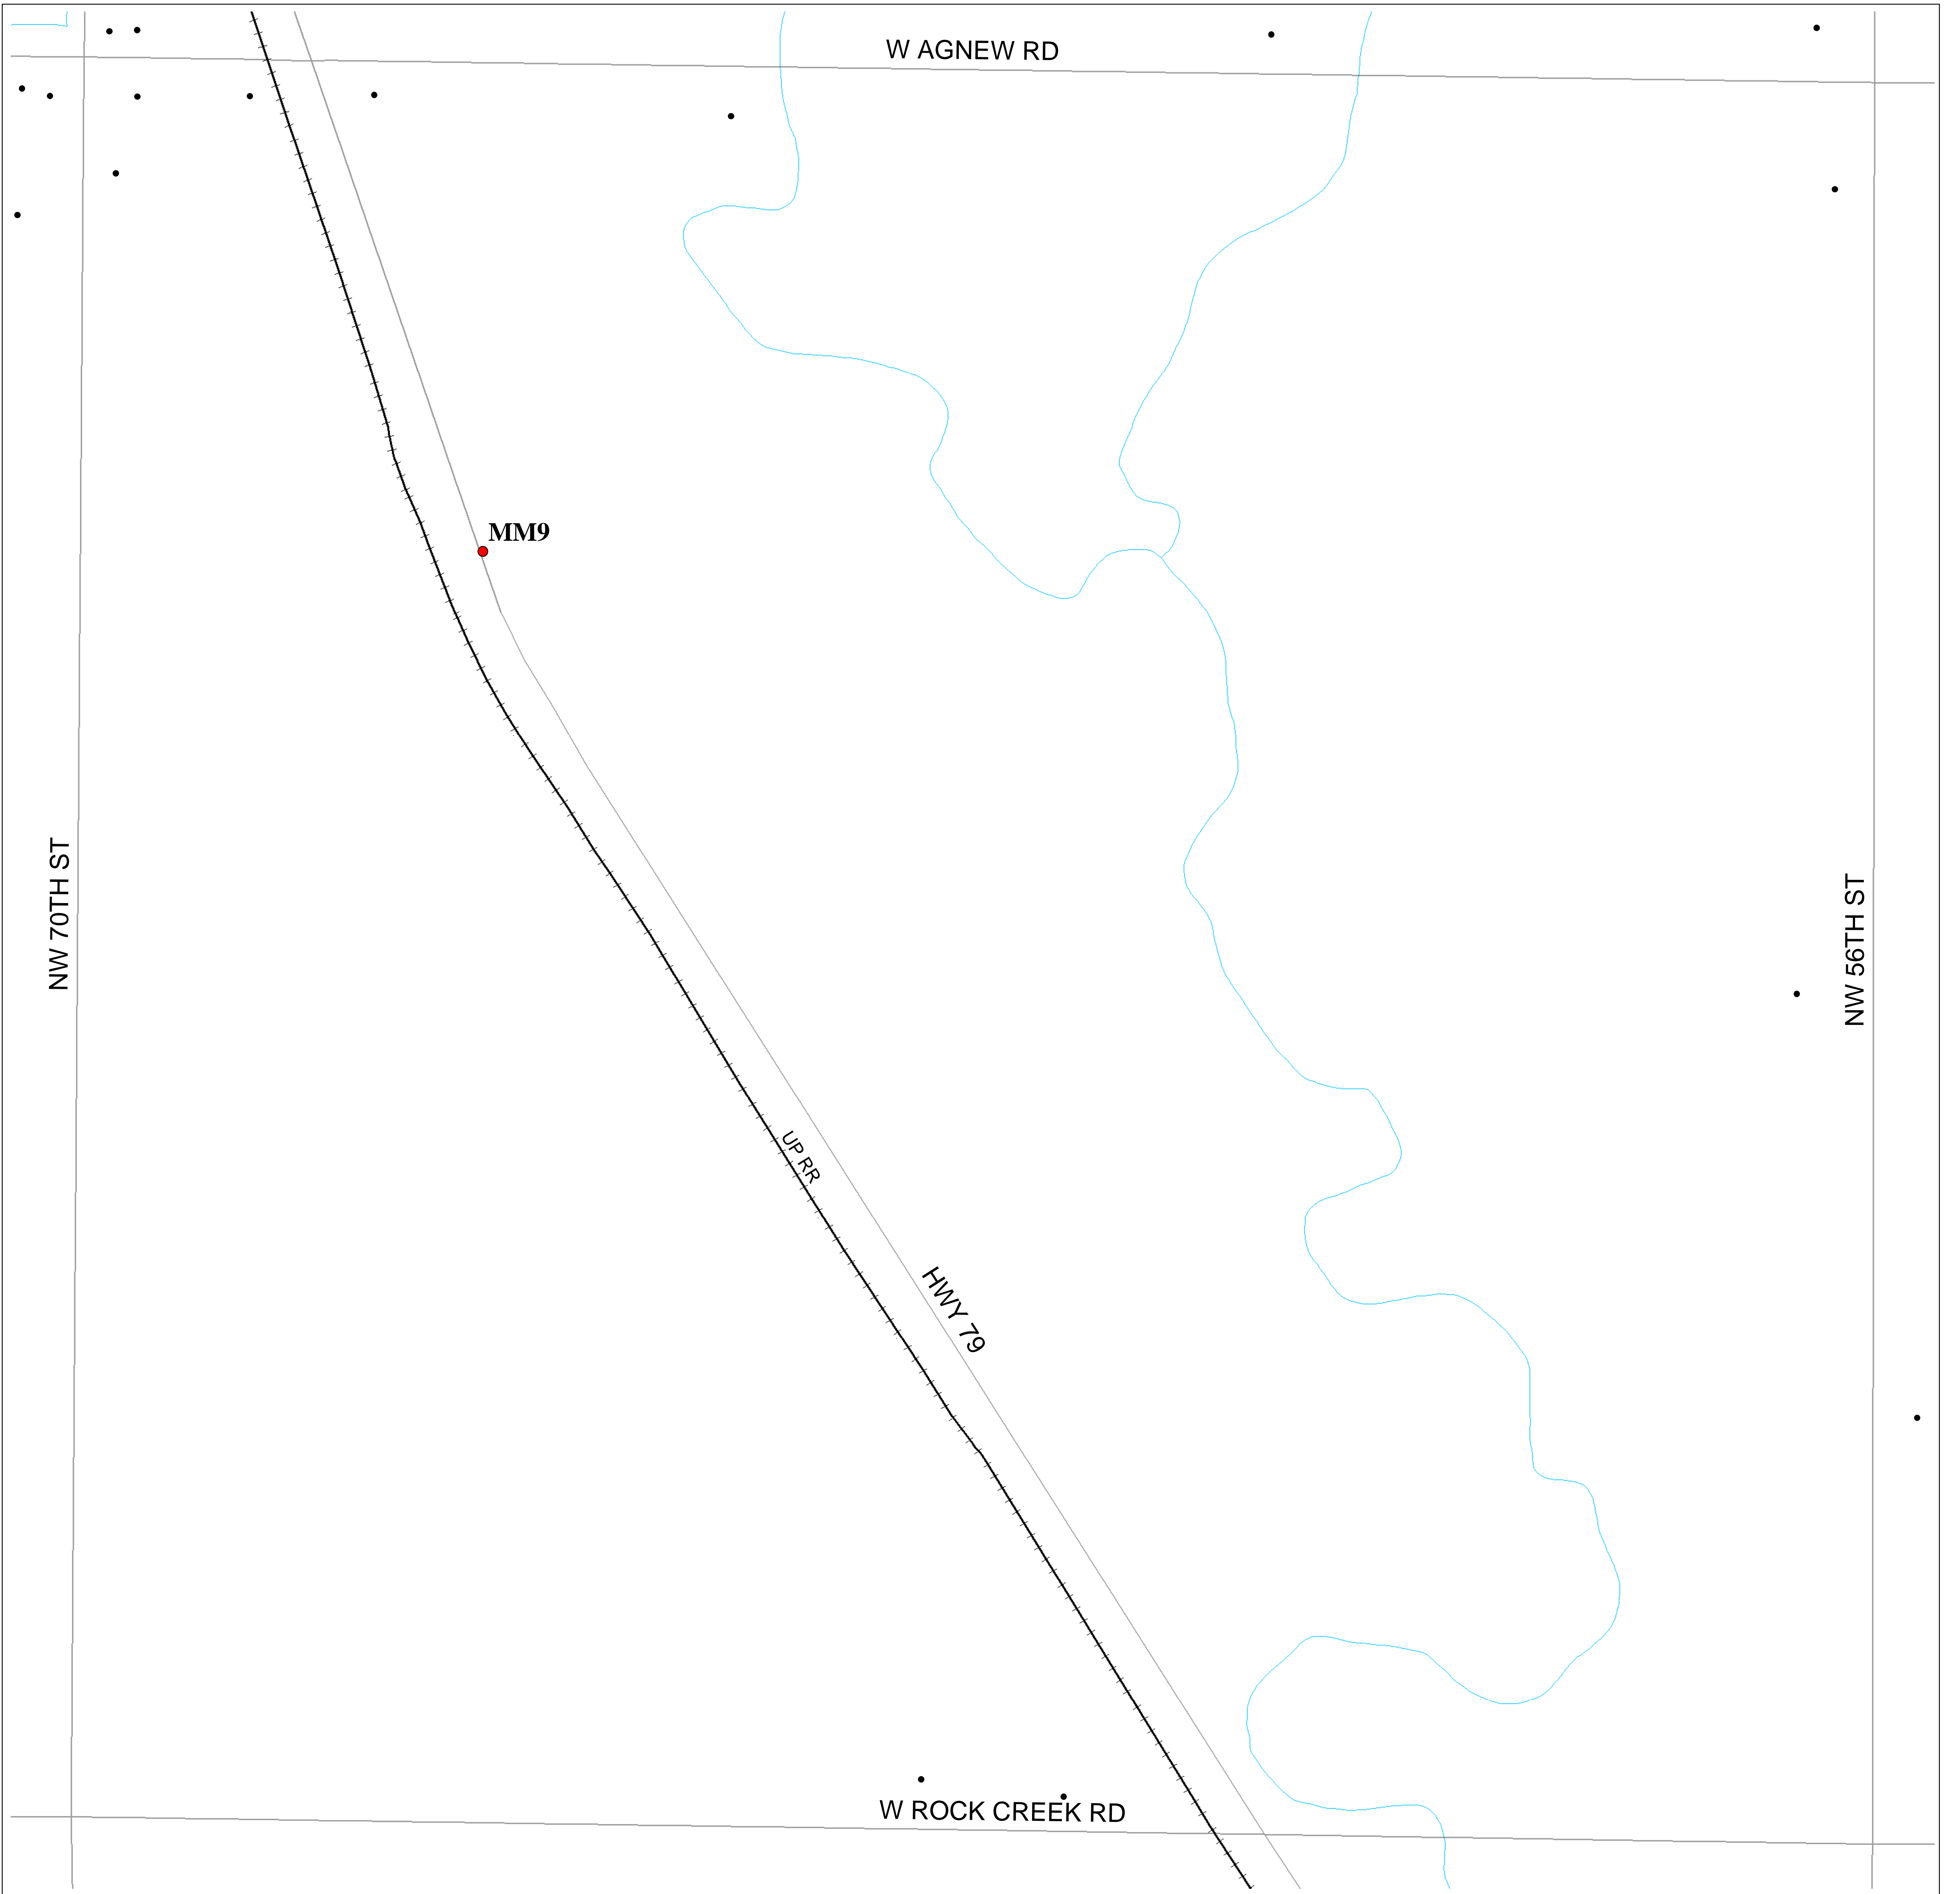 W AGNEW RD
MM9
NW 70TH ST
NW 56TH ST
UP RR
HWY 79
W ROCK CREEK RD